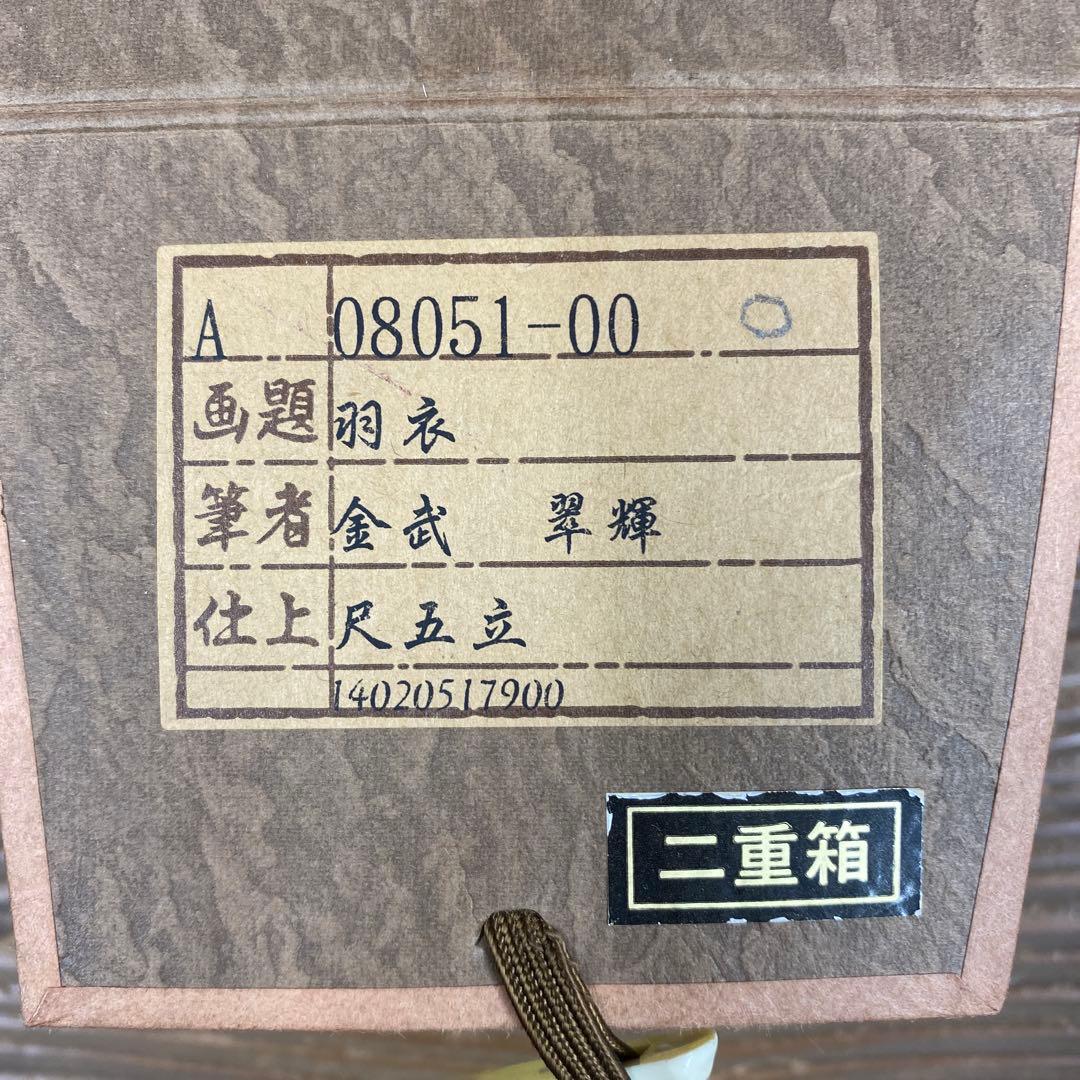 A 08051-00
画題 羽衣
筆者 金武 翠輝
仕上 尺五立
14020517900
二重箱